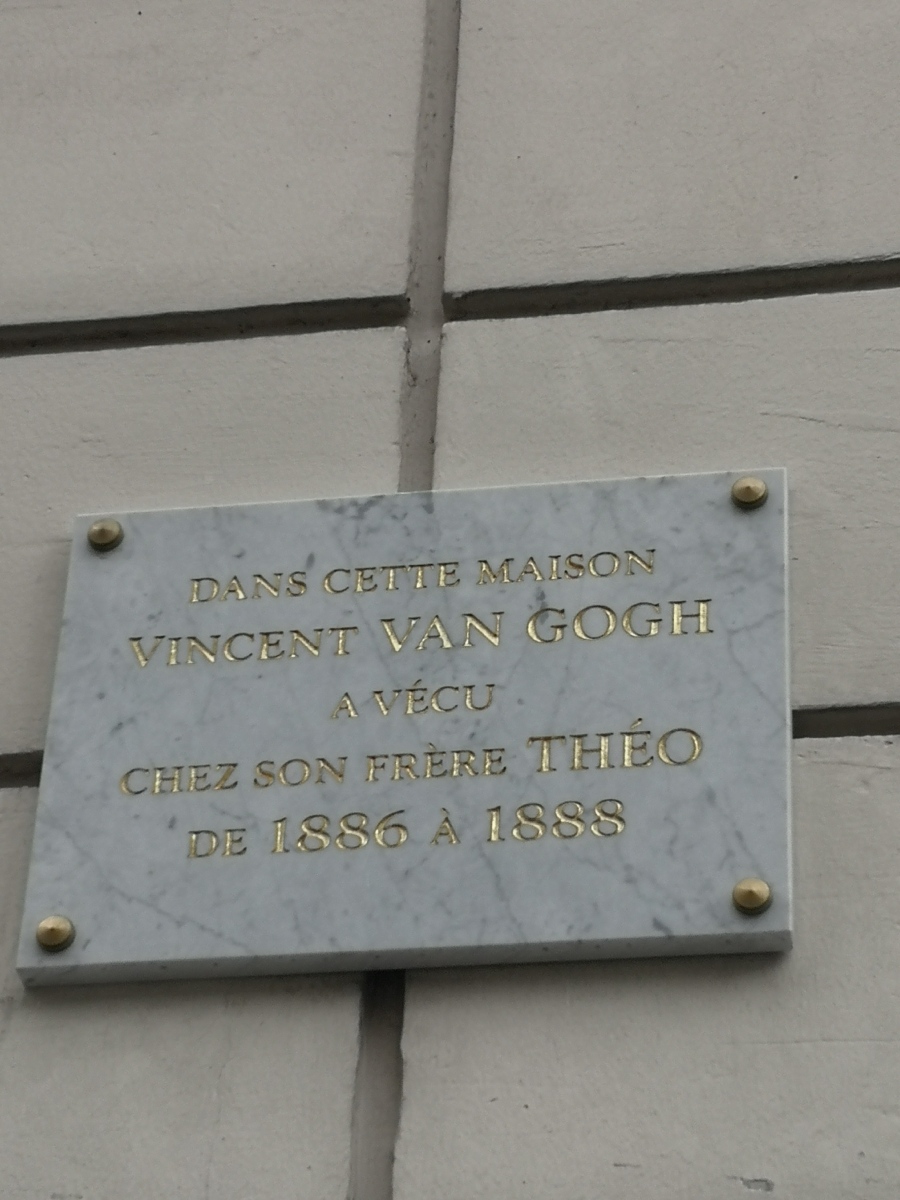 DANS CETTE MAISON
VINCENT VAN GOGH
A VÉCU
CHEZ SON FRÈRE THÉO
DE 1886 À 1888